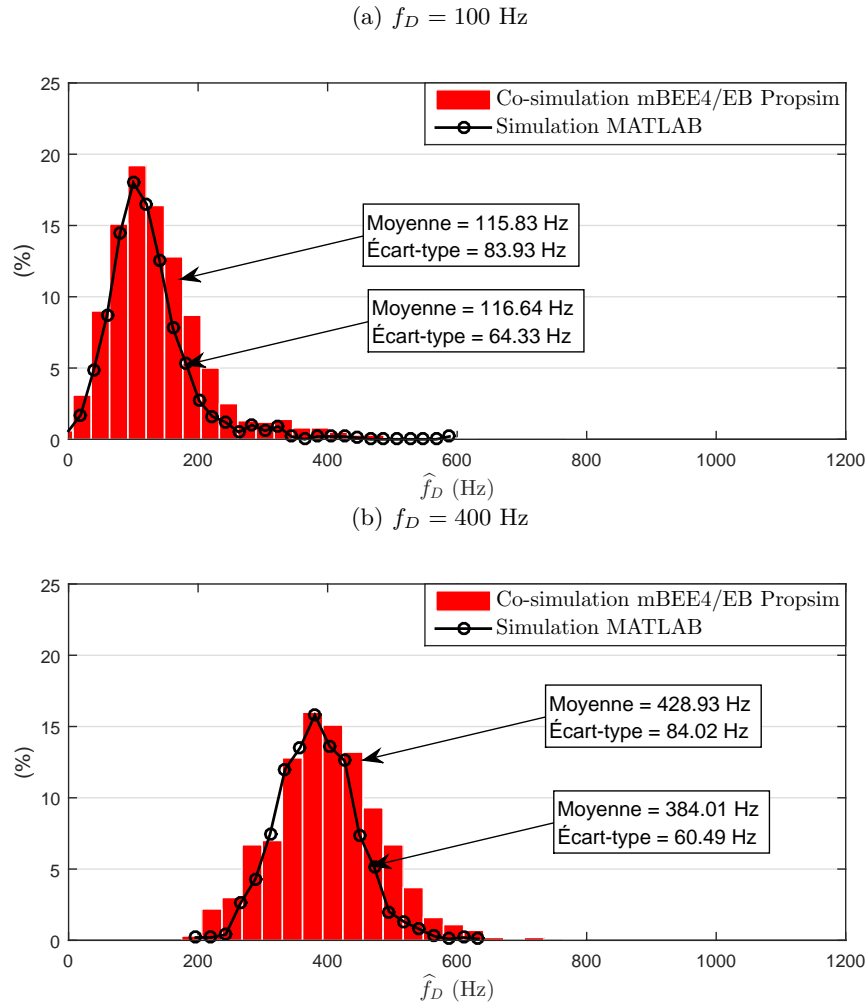 (a) f_D = 100 Hz
25
20
15
10
5
0
(%)
Co-simulation mBEE4/EB Propsim
Simulation MATLAB
Moyenne = 115.83 Hz
Écart-type = 83.93 Hz
Moyenne = 116.64 Hz
Écart-type = 64.33 Hz
0 200 400 600 800 1000 1200
f̂_D (Hz)
(b) f_D = 400 Hz
25
20
15
10
5
0
(%)
Co-simulation mBEE4/EB Propsim
Simulation MATLAB
Moyenne = 428.93 Hz
Écart-type = 84.02 Hz
Moyenne = 384.01 Hz
Écart-type = 60.49 Hz
0 200 400 600 800 1000 1200
f̂_D (Hz)